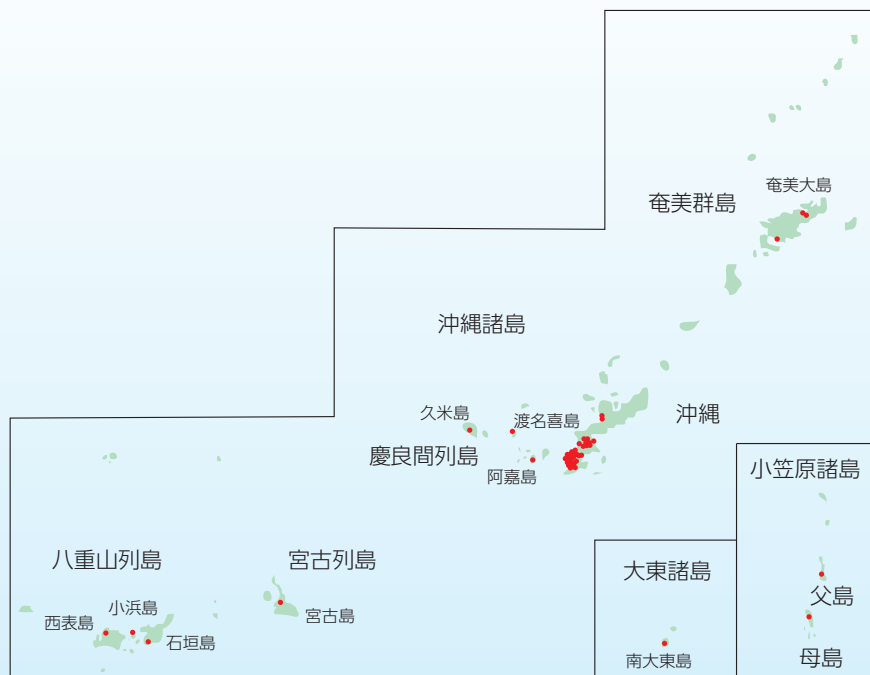 奄美大島
奄美群島
沖縄諸島
久米島
渡名喜島
沖縄
慶良間列島
阿嘉島
小笠原諸島
八重山列島
宮古列島
大東諸島
小浜島
父島
西表島
宮古島
石垣島
南大東島
母島